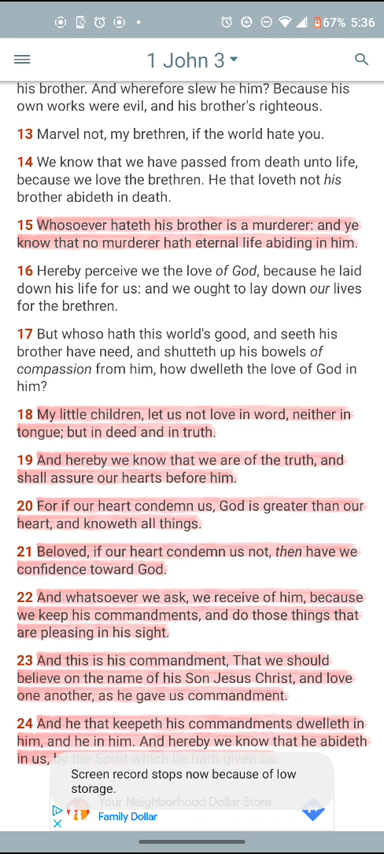 67% 5:36
1 John 3
his brother. And wherefore slew he him? Because his
own works were evil, and his brother's righteous.
13 Marvel not, my brethren, if the world hate you.
14 We know that we have passed from death unto life,
because we love the brethren. He that loveth not his
brother abideth in death.
15 Whosoever hateth his brother is a murderer: and ye
know that no murderer hath eternal life abiding in him.
16 Hereby perceive we the love of God, because he laid
down his life for us: and we ought to lay down our lives
for the brethren.
17 But whoso hath this world's good, and seeth his
brother have need, and shutteth up his bowels of
compassion from him, how dwelleth the love of God in
him?
18 My little children, let us not love in word, neither in
tongue; but in deed and in truth.
19 And hereby we know that we are of the truth, and
shall assure our hearts before him.
20 For if our heart condemn us, God is greater than our
heart, and knoweth all things.
21 Beloved, if our heart condemn us not, then have we
confidence toward God.
22 And whatsoever we ask, we receive of him, because
we keep his commandments, and do those things that
are pleasing in his sight.
23 And this is his commandment, That we should
believe on the name of his Son Jesus Christ, and love
one another, as he gave us commandment.
24 And he that keepeth his commandments dwelleth in
him, and he in him. And hereby we know that he abideth
in us, by the Spirit which he hath given us.
Screen record stops now because of low
storage.
Your Neighborhood Dollar Store
Family Dollar